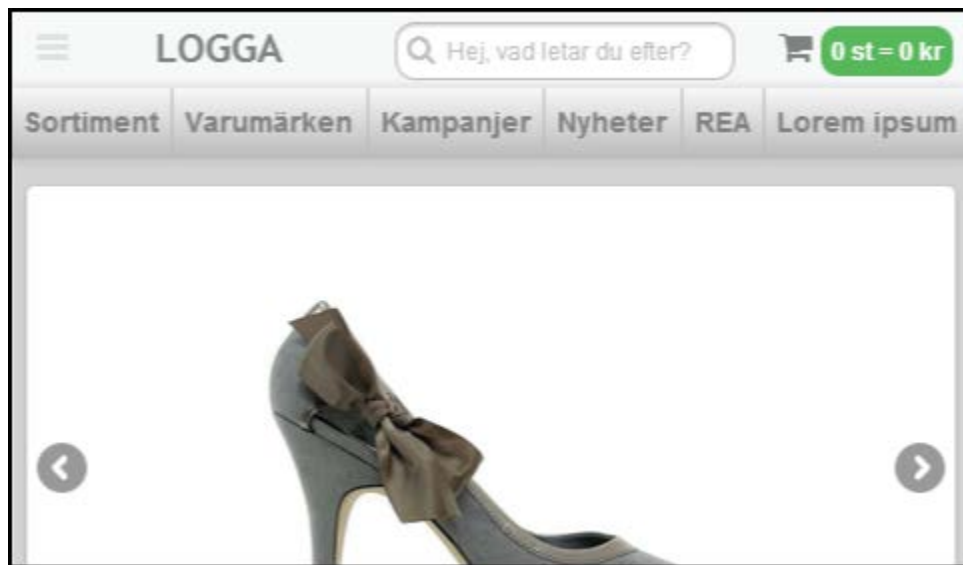 LOGGA Hej, vad letar du efter? 0 st = 0 kr
Sortiment Varumärken Kampanjer Nyheter REA Lorem ipsum